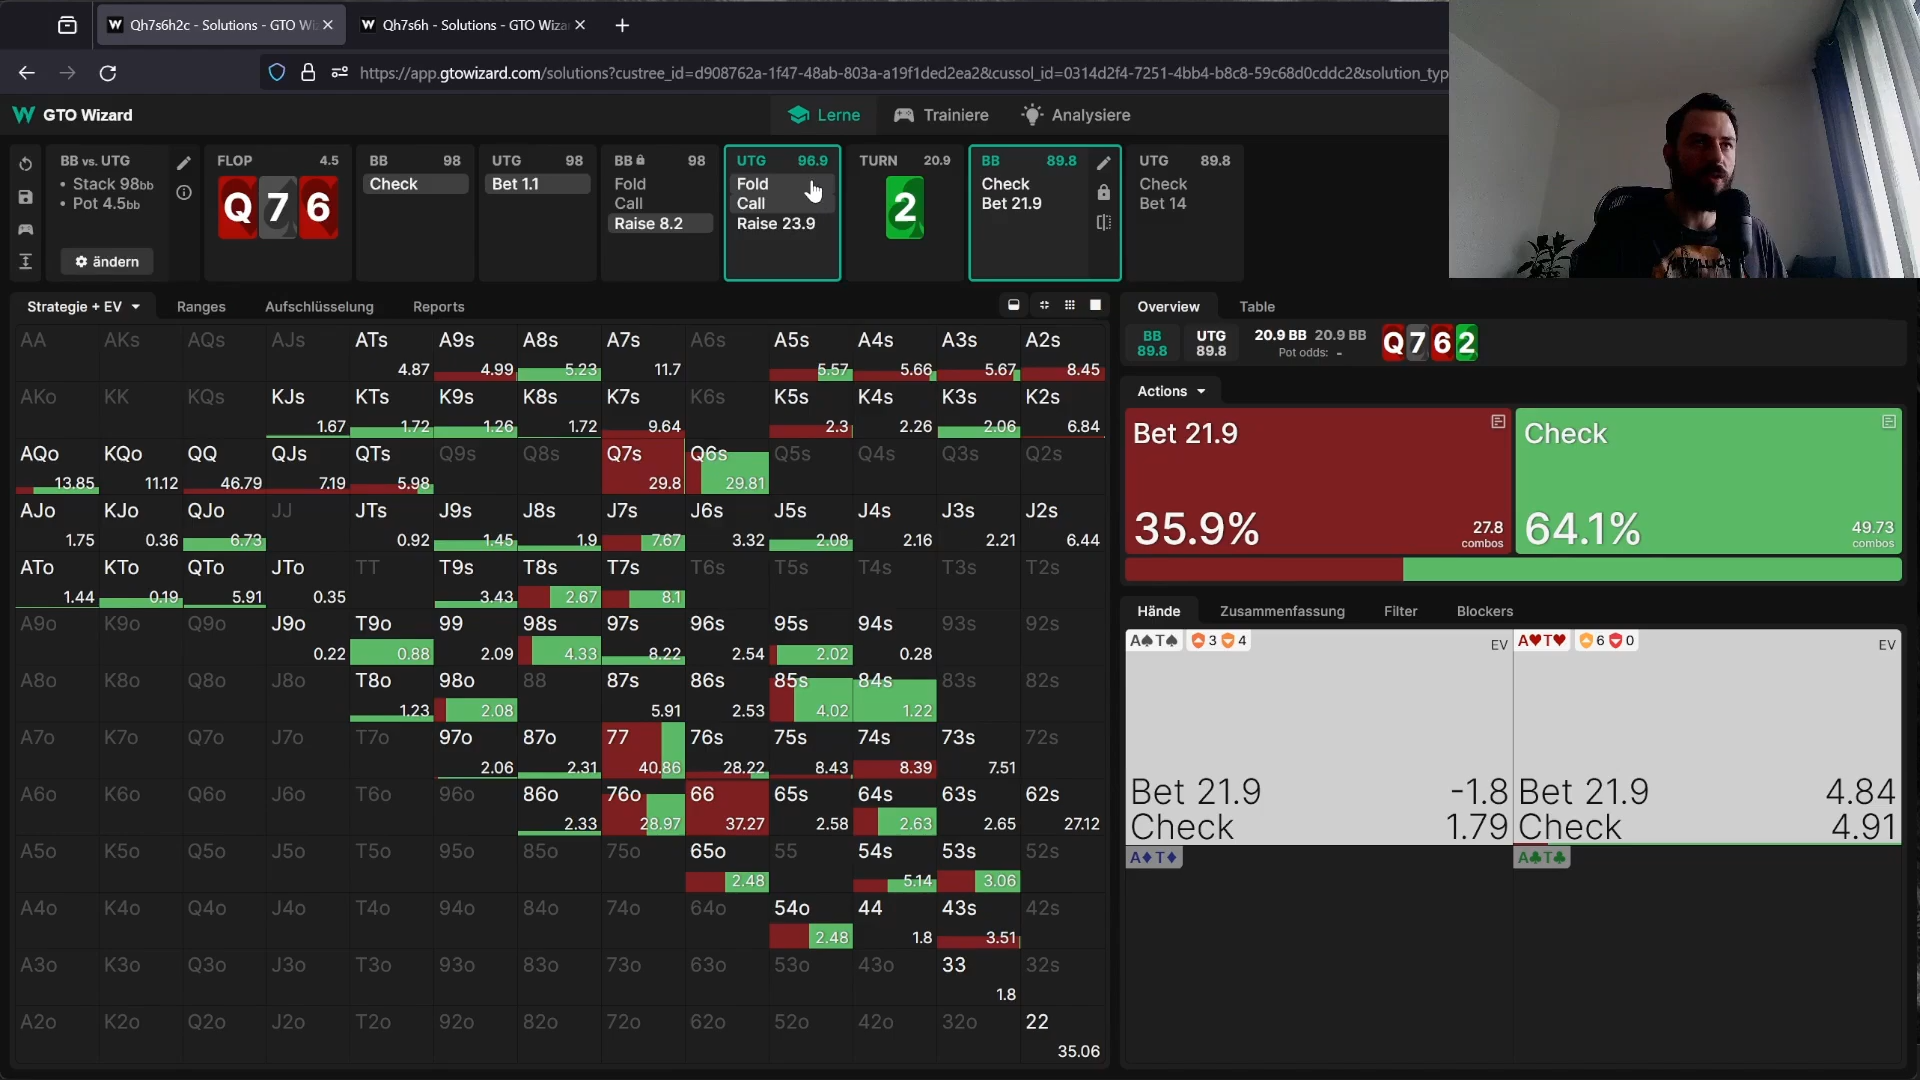 Qh7s6h2c - Solutions - GTO Wi
Qh7s6h - Solutions - GTO Wiza
https://app.gtowizard.com/solutions?custree_id=d908762a-1f47-48ab-803a-a19f1ded2ea2&cussol_id=0314d2f4-7251-4bb4-b8c8-59c68d0cddc2&solution_typ
GTO Wizard
Lerne
Trainiere
Analysiere
BB vs. UTG
• Stack 98bb
• Pot 4.5bb
ändern
FLOP 4.5
Q 7 6
BB 98
Check
UTG 98
Bet 1.1
BB 98
Fold
Call
Raise 8.2
UTG 96.9
Fold
Call
Raise 23.9
TURN 20.9
2
BB 89.8
Check
Bet 21.9
UTG 89.8
Check
Bet 14
Strategie + EV
Ranges
Aufschlüsselung
Reports
AA AKs AQs AJs ATs A9s A8s A7s A6s A5s A4s A3s A2s
4.87 4.99 5.23 11.7 5.57 5.66 5.67 8.45
AKo KK KQs KJs KTs K9s K8s K7s K6s K5s K4s K3s K2s
1.67 1.72 1.26 1.72 9.64 2.3 2.26 2.06 6.84
AQo KQo QQ QJs QTs Q9s Q8s Q7s Q6s Q5s Q4s Q3s Q2s
13.85 11.12 46.79 7.19 5.98 29.8 29.81
AJo KJo QJo JJ JTs J9s J8s J7s J6s J5s J4s J3s J2s
1.75 0.36 6.73 0.92 1.45 1.9 7.67 3.32 2.08 2.16 2.21 6.44
ATo KTo QTo JTo TT T9s T8s T7s T6s T5s T4s T3s T2s
1.44 0.19 5.91 0.35 3.43 2.67 8.1
A9o K9o Q9o J9o T9o 99 98s 97s 96s 95s 94s 93s 92s
0.22 0.88 2.09 4.33 8.22 2.54 2.02 0.28
A8o K8o Q8o J8o T8o 98o 88 87s 86s 85s 84s 83s 82s
1.23 2.08 5.91 2.53 4.02 1.22
A7o K7o Q7o J7o T7o 97o 87o 77 76s 75s 74s 73s 72s
2.06 2.31 40.86 28.22 8.43 8.39 7.51
A6o K6o Q6o J6o T6o 96o 86o 76o 66 65s 64s 63s 62s
2.33 28.97 37.27 2.58 2.63 2.65 27.12
A5o K5o Q5o J5o T5o 95o 85o 75o 65o 55 54s 53s 52s
2.48 5.14 3.06
A4o K4o Q4o J4o T4o 94o 84o 74o 64o 54o 44 43s 42s
2.48 1.8 3.51
A3o K3o Q3o J3o T3o 93o 83o 73o 63o 53o 43o 33 32s
1.8
A2o K2o Q2o J2o T2o 92o 82o 72o 62o 52o 42o 32o 22
35.06
Overview
Table
BB
89.8
UTG
89.8
20.9 BB 20.9 BB
Pot odds: -
Q 7 6 2
Actions
Bet 21.9
35.9%
27.8
combos
Check
64.1%
49.73
combos
Hände
Zusammenfassung
Filter
Blockers
A♠T♠ 3 4 EV
Bet 21.9 -1.8
Check 1.79
A♥T♥ 6 0 EV
Bet 21.9 4.84
Check 4.91
A♦T♦
A♣T♣